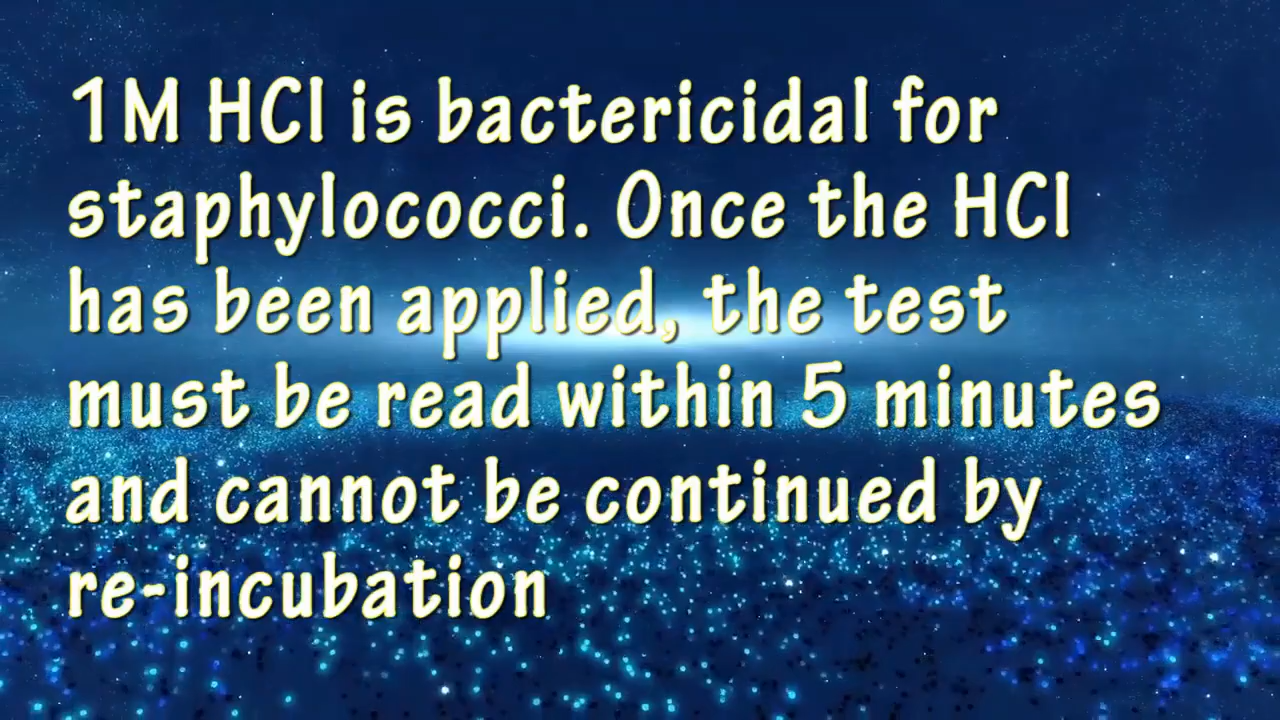 1M HCl is bactericidal for
staphylococci. Once the HCl
has been applied, the test
must be read within 5 minutes
and cannot be continued by
re-incubation